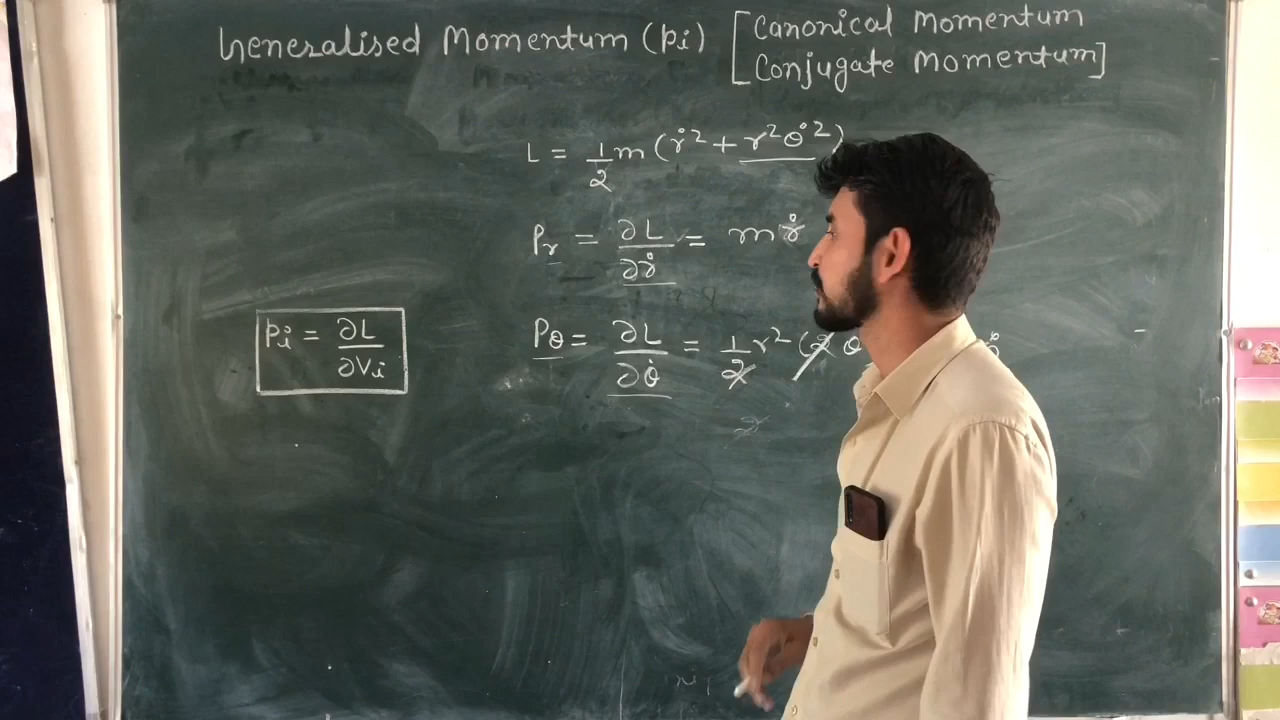 Generalised Momentum (pi) [Canonical Momentum
Conjugate Momentum]
L = 1/2 m (ṙ² + r²θ̇²)
Pr = ∂L/∂ṙ = mṙ
pi = ∂L/∂Vi
Pθ = ∂L/∂θ̇ = 1/2 r² (2 θ